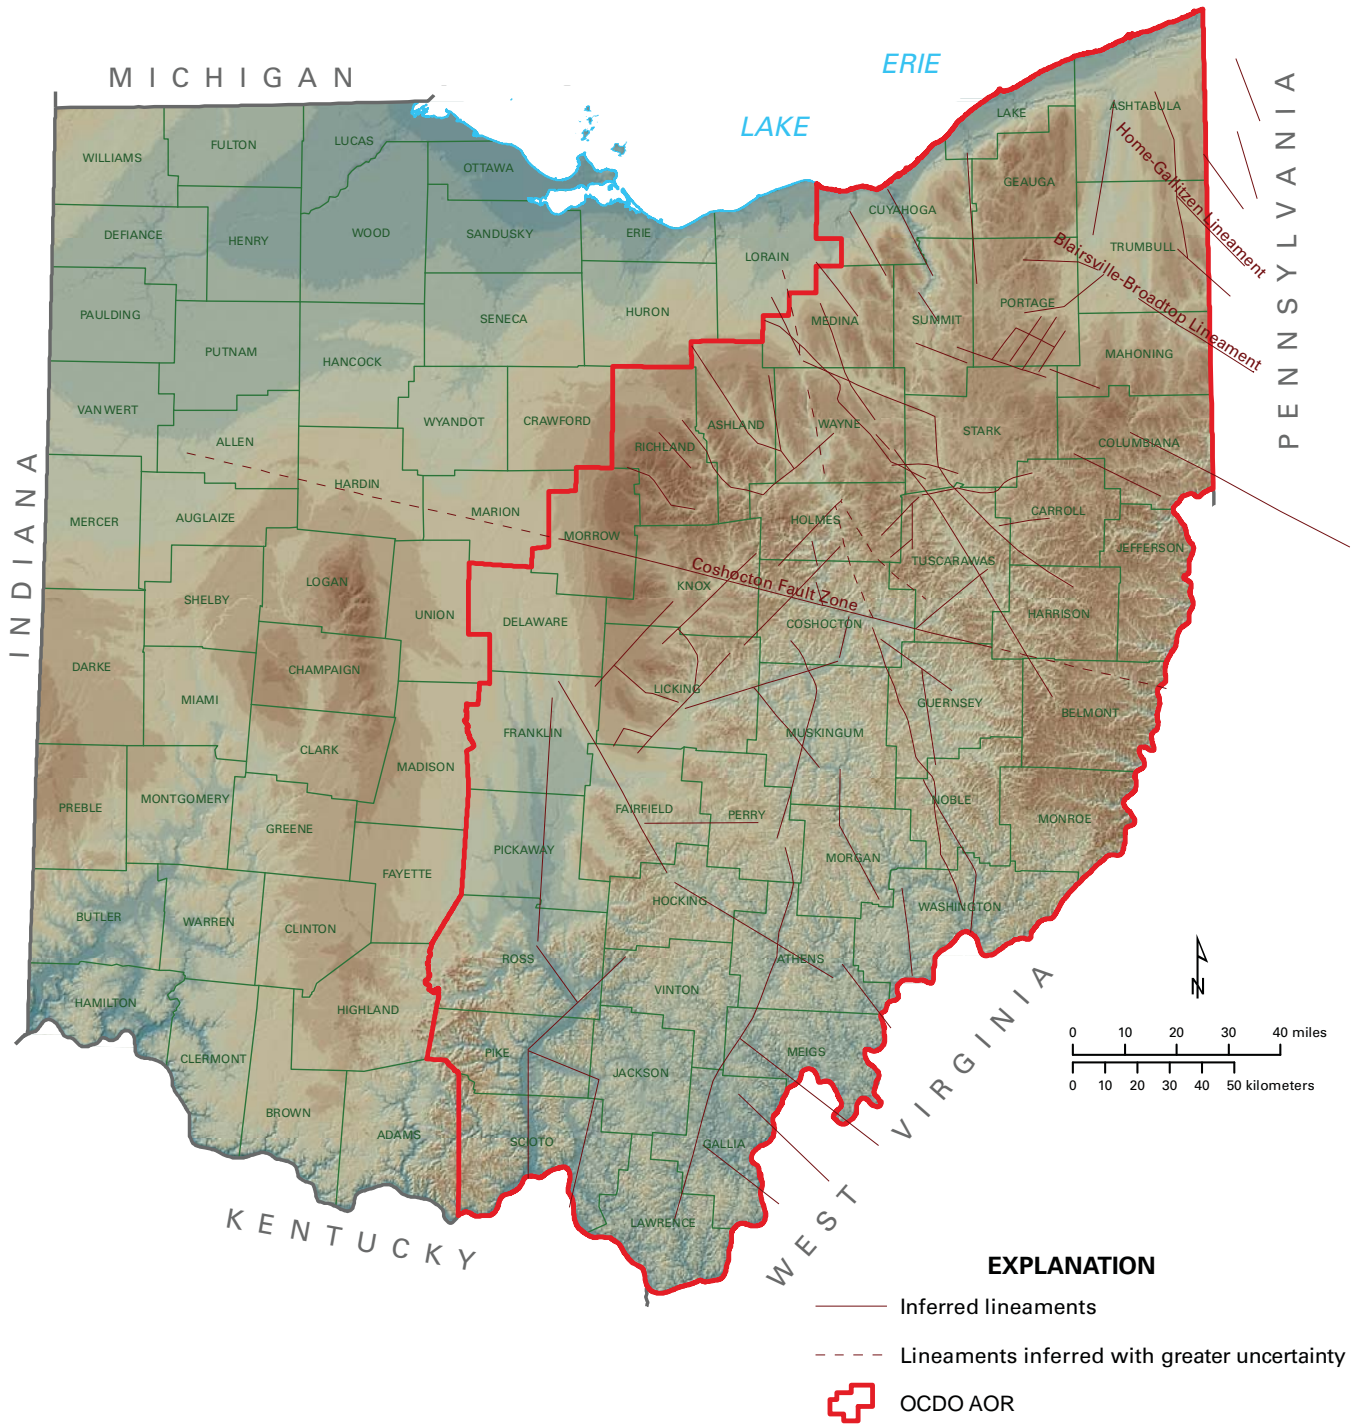 MICHIGAN
ERIE
LAKE
PENNSYLVANIA
INDIANA
KENTUCKY
WEST VIRGINIA
WILLIAMS
FULTON
LUCAS
OTTAWA
LAKE
ASHTABULA
GEAUGA
CUYAHOGA
DEFIANCE
HENRY
WOOD
SANDUSKY
ERIE
LORAIN
TRUMBULL
Home-Gallitzen Lineament
Blairsville-Broadtop Lineament
PAULDING
PUTNAM
HANCOCK
SENECA
HURON
MEDINA
SUMMIT
PORTAGE
MAHONING
VAN WERT
ALLEN
WYANDOT
CRAWFORD
RICHLAND
ASHLAND
WAYNE
STARK
COLUMBIANA
MERCER
AUGLAIZE
HARDIN
MARION
MORROW
HOLMES
CARROLL
JEFFERSON
TUSCARAWAS
LOGAN
SHELBY
UNION
DELAWARE
KNOX
Coshocton Fault Zone
COSHOCTON
HARRISON
DARKE
MIAMI
CHAMPAIGN
LICKING
GUERNSEY
BELMONT
CLARK
MADISON
FRANKLIN
MUSKINGUM
PREBLE
MONTGOMERY
GREENE
FAIRFIELD
PERRY
NOBLE
MONROE
FAYETTE
PICKAWAY
MORGAN
BUTLER
WARREN
CLINTON
HOCKING
WASHINGTON
ROSS
ATHENS
HAMILTON
HIGHLAND
VINTON
CLERMONT
PIKE
JACKSON
MEIGS
BROWN
ADAMS
SCIOTO
GALLIA
LAWRENCE
N
0 10 20 30 40 miles
0 10 20 30 40 50 kilometers
EXPLANATION
Inferred lineaments
Lineaments inferred with greater uncertainty
OCDO AOR